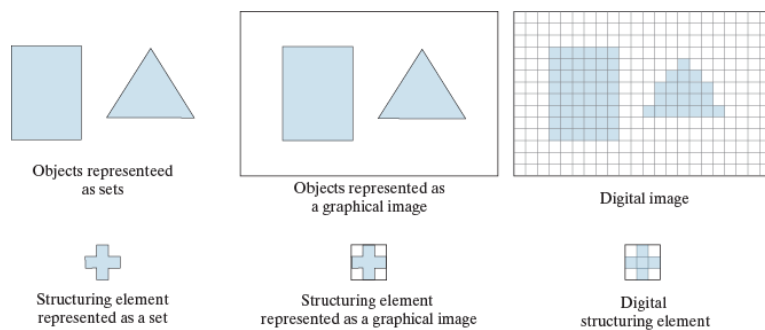 Objects representeed
as sets
Objects represented as
a graphical image
Digital image
Structuring element
represented as a set
Structuring element
represented as a graphical image
Digital
structuring element